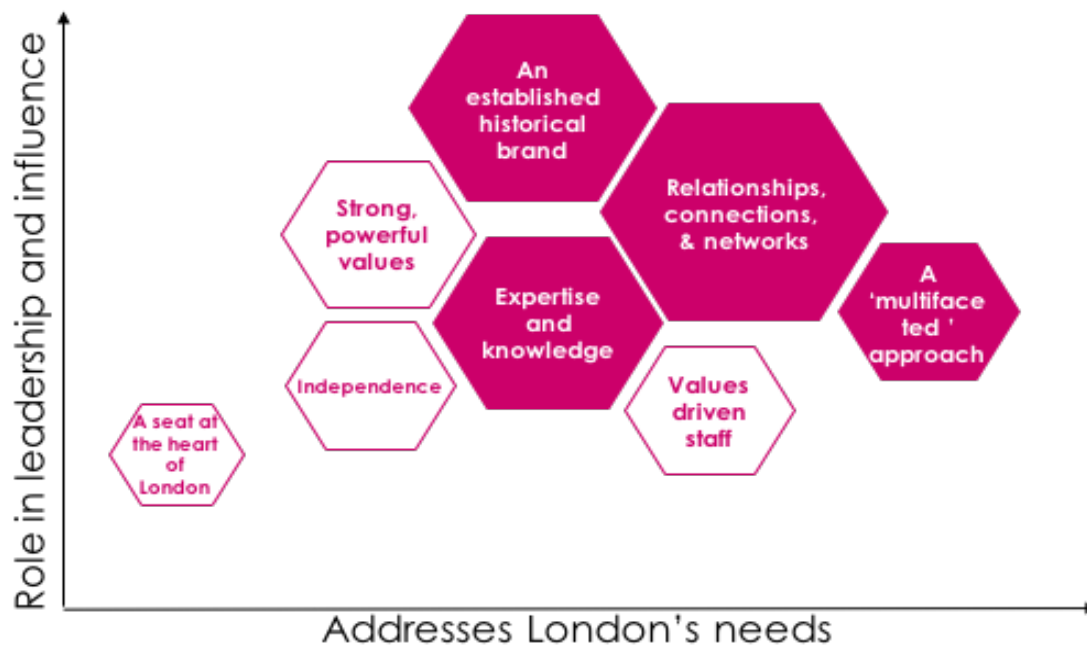 Role in leadership and influence
An
established
historical
brand
Relationships,
connections,
& networks
Strong,
powerful
values
Expertise
and
knowledge
A
‘multiface
ted ’
approach
Independence
Values
driven
staff
A seat at
the heart
of
London
Addresses London’s needs